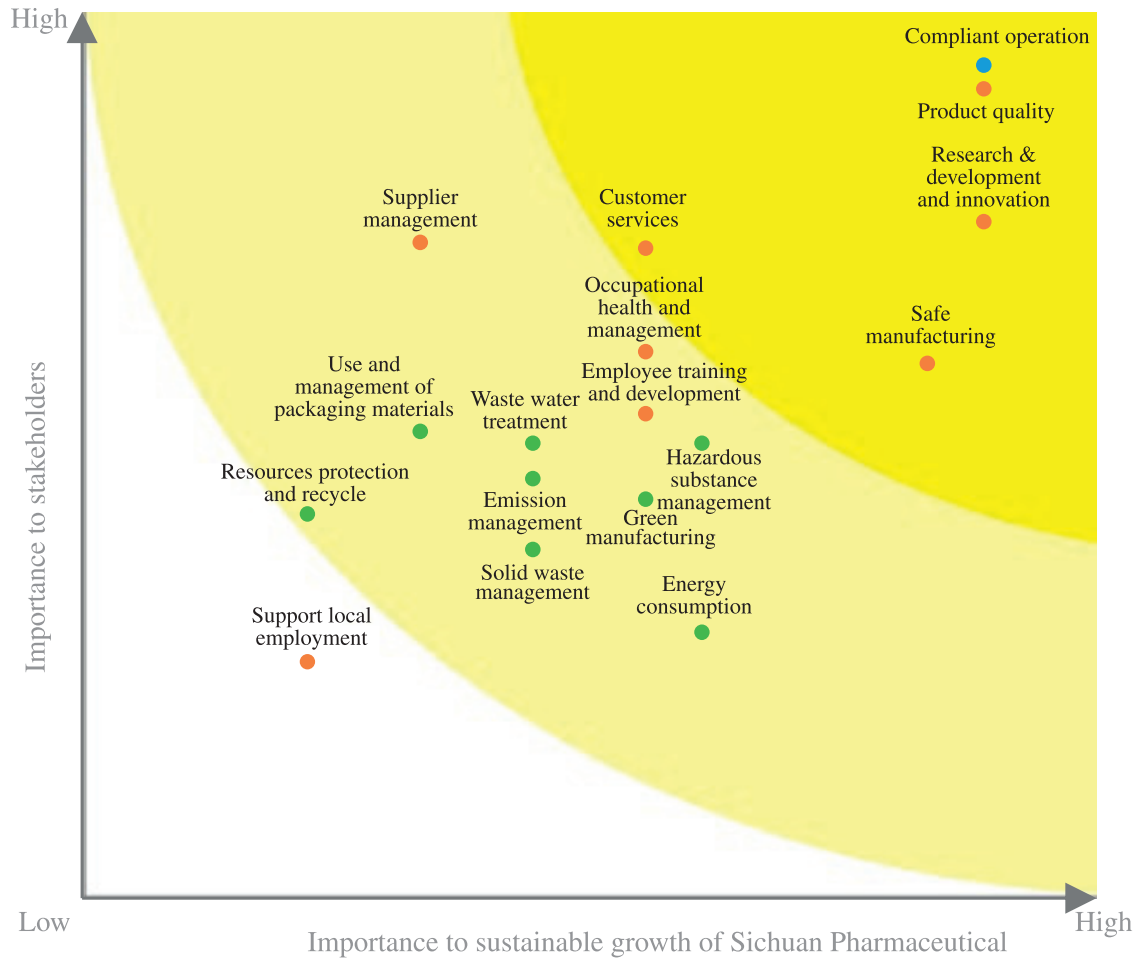 High
Compliant operation
Product quality
Research &
development
and innovation
Supplier
management
Customer
services
Occupational
health and
management
Safe
manufacturing
Use and
management of
packaging materials
Employee training
and development
Waste water
treatment
Hazardous
substance
management
Resources protection
and recycle
Emission
management
Green
manufacturing
Solid waste
management
Energy
consumption
Support local
employment
Importance to stakeholders
Low
High
Importance to sustainable growth of Sichuan Pharmaceutical